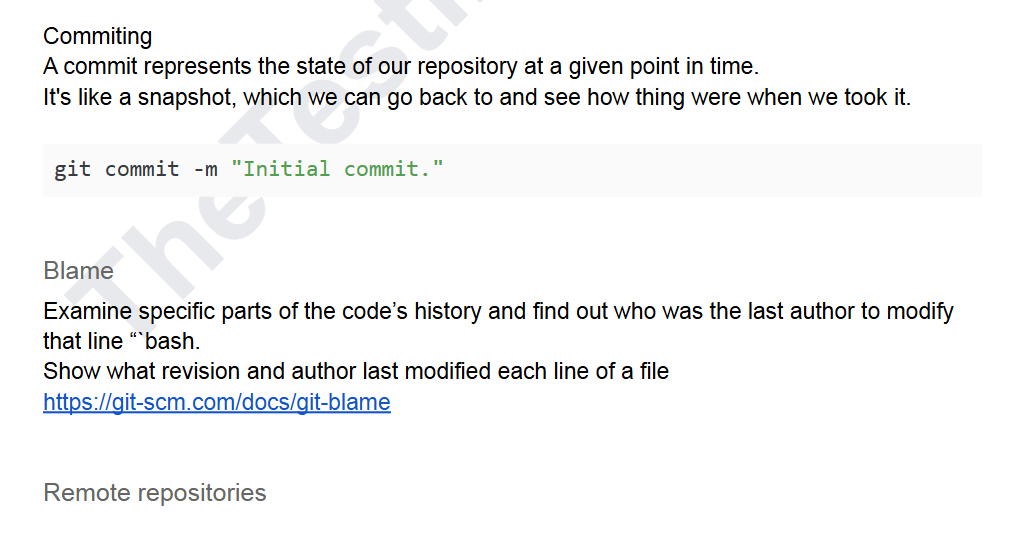 Commiting
A commit represents the state of our repository at a given point in time.
It's like a snapshot, which we can go back to and see how thing were when we took it.
git commit -m "Initial commit."
Blame
Examine specific parts of the code’s history and find out who was the last author to modify
that line “`bash.
Show what revision and author last modified each line of a file
https://git-scm.com/docs/git-blame
Remote repositories